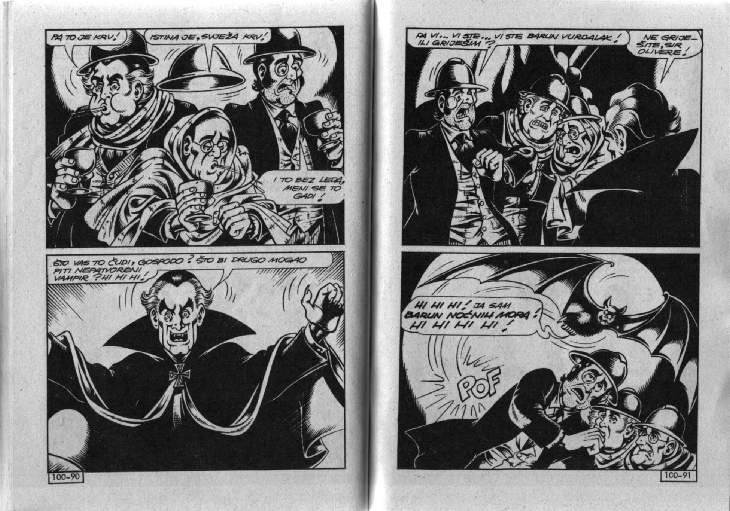 PA TO JE KRV!
ISTINA JE, SVJEŽA KRV!
I TO BEZ LEDA,
MENI SE TO
GADI!
ŠTO VAS TO ČUDI, GOSPODO? ŠTO BI DRUGO MOGAO
PITI NEPATVORENI
VAMPIR? HI HI HI!
100-90
PA VI... VI STE... VI STE BARUN VURDALAK!
ILI GRIJEŠIM?
NE GRIJE-
ŠITE, SIR
OLIVERE!
HI HI HI! JA SAM
BARUN NOĆNIH MORA!
HI HI HI HI!
POF
100-91